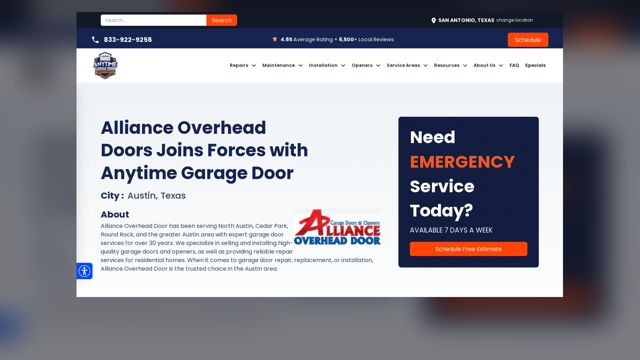 Search...
Search
SAN ANTONIO, TEXAS change location
833-922-9258
4.85 Average Rating • 6,500+ Local Reviews
Schedule
ANYTIME
Repairs Maintenance Installation Openers Service Areas Resources About Us FAQ Specials
Alliance Overhead
Doors Joins Forces with
Anytime Garage Door
City : Austin, Texas
About
Alliance Overhead Door has been serving North Austin, Cedar Park,
Round Rock, and the greater Austin area with expert garage door
services for over 30 years. We specialize in selling and installing high-
quality garage doors and openers, as well as providing reliable repair
services for residential homes. When it comes to garage door repair, replacement, or installation,
Alliance Overhead Door is the trusted choice in the Austin area.
Garage Doors & Openers
ALLIANCE
OVERHEAD DOOR
Need
EMERGENCY
Service
Today?
AVAILABLE 7 DAYS A WEEK
Schedule Free Estimate